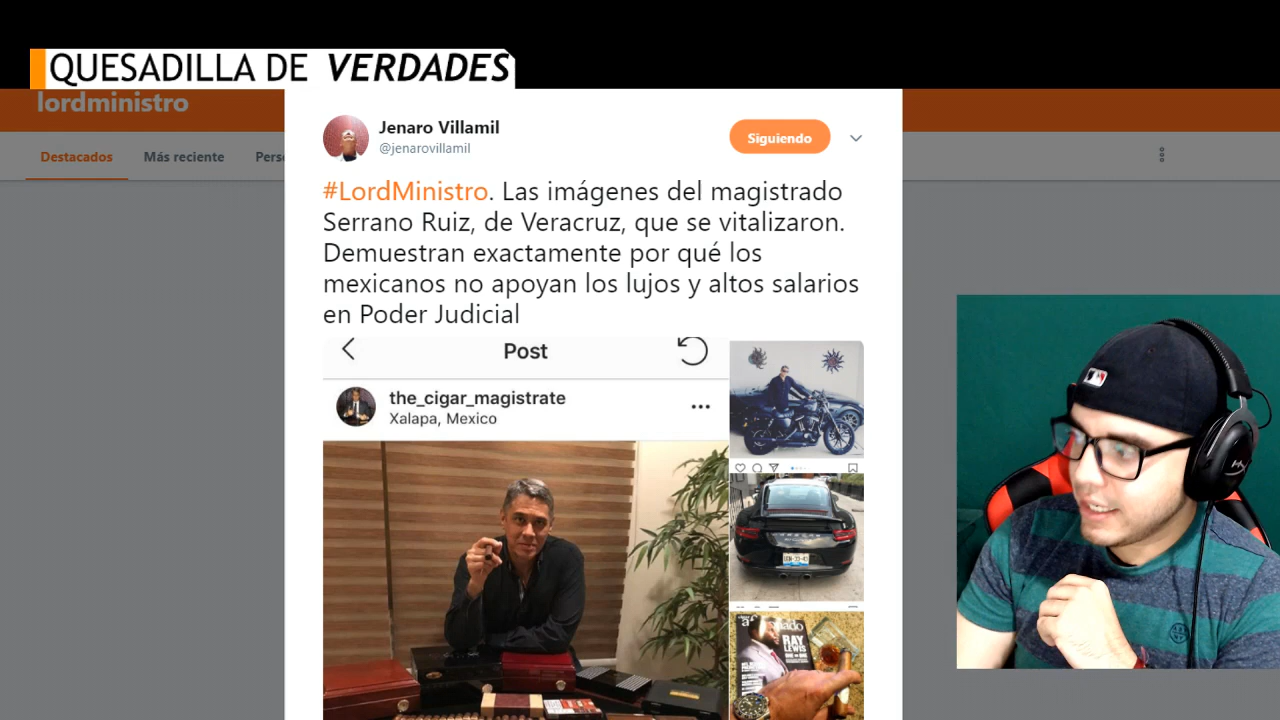 QUESADILLA DE VERDADES
lordministro
Destacados
Más reciente
Pers
Jenaro Villamil
@jenarovillamil
Siguiendo
#LordMinistro. Las imágenes del magistrado
Serrano Ruiz, de Veracruz, que se vitalizaron.
Demuestran exactamente por qué los
mexicanos no apoyan los lujos y altos salarios
en Poder Judicial
Post
the_cigar_magistrate
Xalapa, Mexico
PORSCHE
RAY
LEWIS